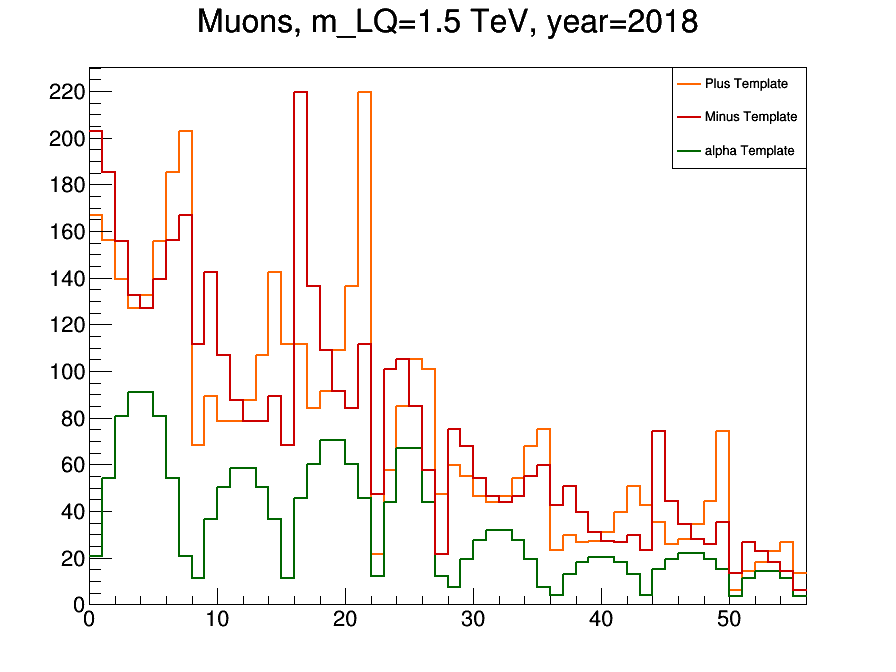 Muons, m_LQ=1.5 TeV, year=2018
Plus Template
Minus Template
alpha Template
220
200
180
160
140
120
100
80
60
40
20
0
0 10 20 30 40 50